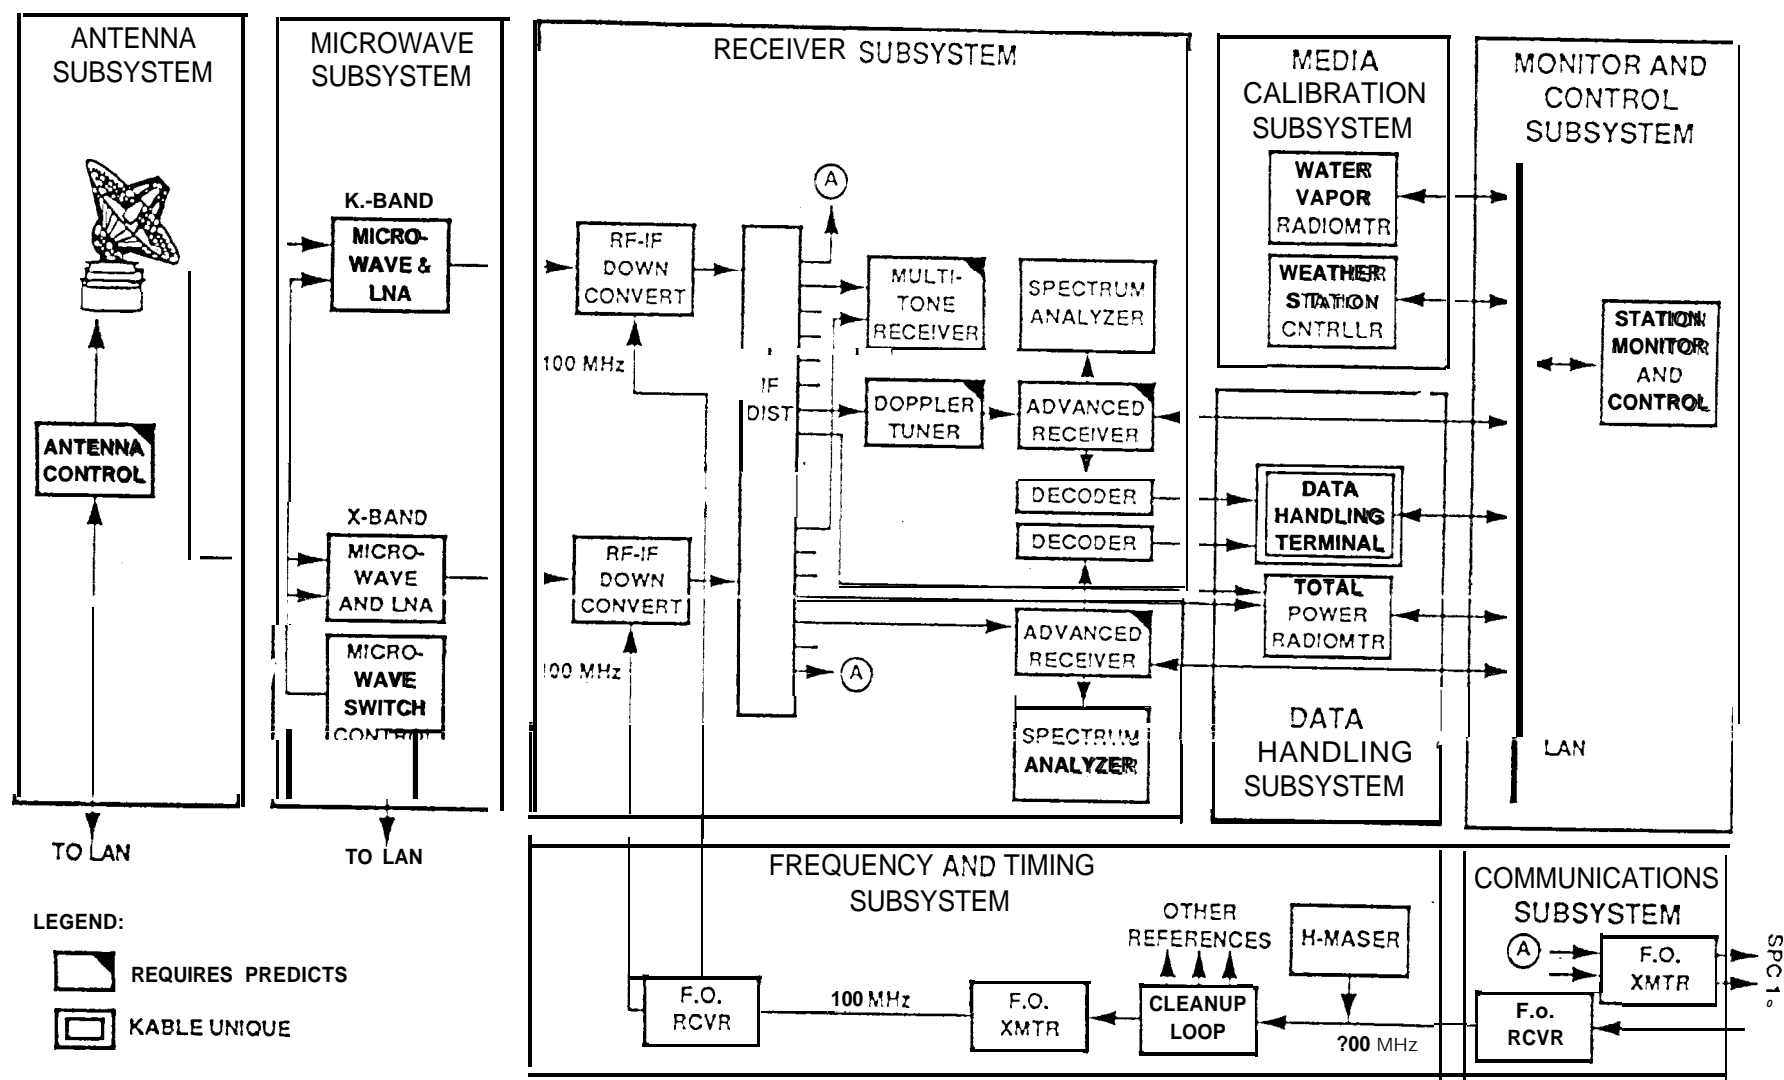 ANTENNA
SUBSYSTEM
ANTENNA
CONTROL
TO LAN
MICROWAVE
SUBSYSTEM
K.-BAND
MICRO-
WAVE &
LNA
X-BAND
MICRO-
WAVE
AND LNA
MICRO-
WAVE
SWITCH
CONTROL
TO LAN
RECEIVER SUBSYSTEM
RF-IF
DOWN
CONVERT
100 MHz
RF-IF
DOWN
CONVERT
100 MHz
IF
DIST
A
MULTI-
TONE
RECEIVER
SPECTRUM
ANALYZER
DOPPLER
TUNER
ADVANCED
RECEIVER
DECODER
DECODER
ADVANCED
RECEIVER
A
SPECTRUM
ANALYZER
MEDIA
CALIBRATION
SUBSYSTEM
WATER
VAPOR
RADIOMTR
WEATHER
STATION
CNTRLLR
DATA
HANDLING
TERMINAL
TOTAL
POWER
RADIOMTR
DATA
HANDLING
SUBSYSTEM
MONITOR AND
CONTROL
SUBSYSTEM
STATION
MONITOR
AND
CONTROL
LAN
FREQUENCY AND TIMING
SUBSYSTEM
OTHER
REFERENCES
H-MASER
F.O.
RCVR
100 MHz
F.O.
XMTR
CLEANUP
LOOP
?00 MHz
COMMUNICATIONS
SUBSYSTEM
A
F.O.
XMTR
F.o.
RCVR
SPC 1
LEGEND:
REQUIRES PREDICTS
KABLE UNIQUE